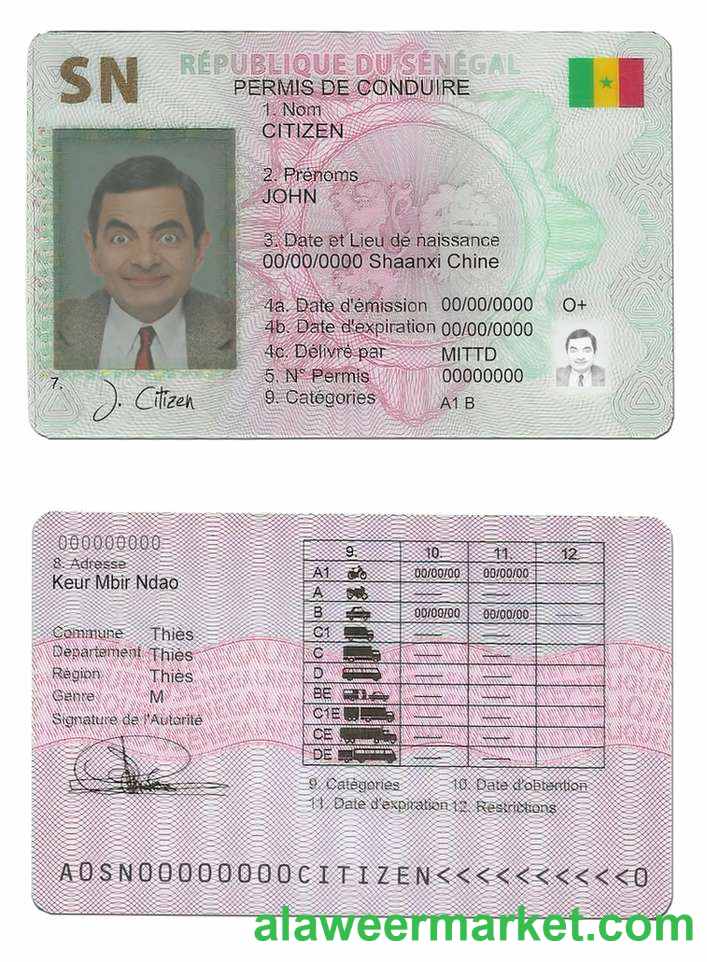 SN
RÉPUBLIQUE DU SÉNÉGAL
PERMIS DE CONDUIRE
1. Nom
CITIZEN
2. Prénoms
JOHN
3. Date et Lieu de naissance
00/00/0000 Shaanxi Chine
4a. Date d'émission 00/00/0000 O+
4b. Date d'expiration 00/00/0000
4c. Délivré par MITTD
5. N° Permis 00000000
9. Catégories A1 B
7.
J. Citizen
000000000
8. Adresse
Keur Mbir Ndao
Commune Thiès
Departement Thiès
Région Thiès
Genre M
Signature de l'Autorité
9. 10. 11. 12.
A1 00/00/00 00/00/00
A
B 00/00/00 00/00/00
C1
C
D
BE
C1E
CE
DE
9. Catégories 10. Date d'obtention
11. Date d'expiration 12. Restrictions
A0SN00000000CITIZEN<<<<<<<<<<0
alaweermarket.com